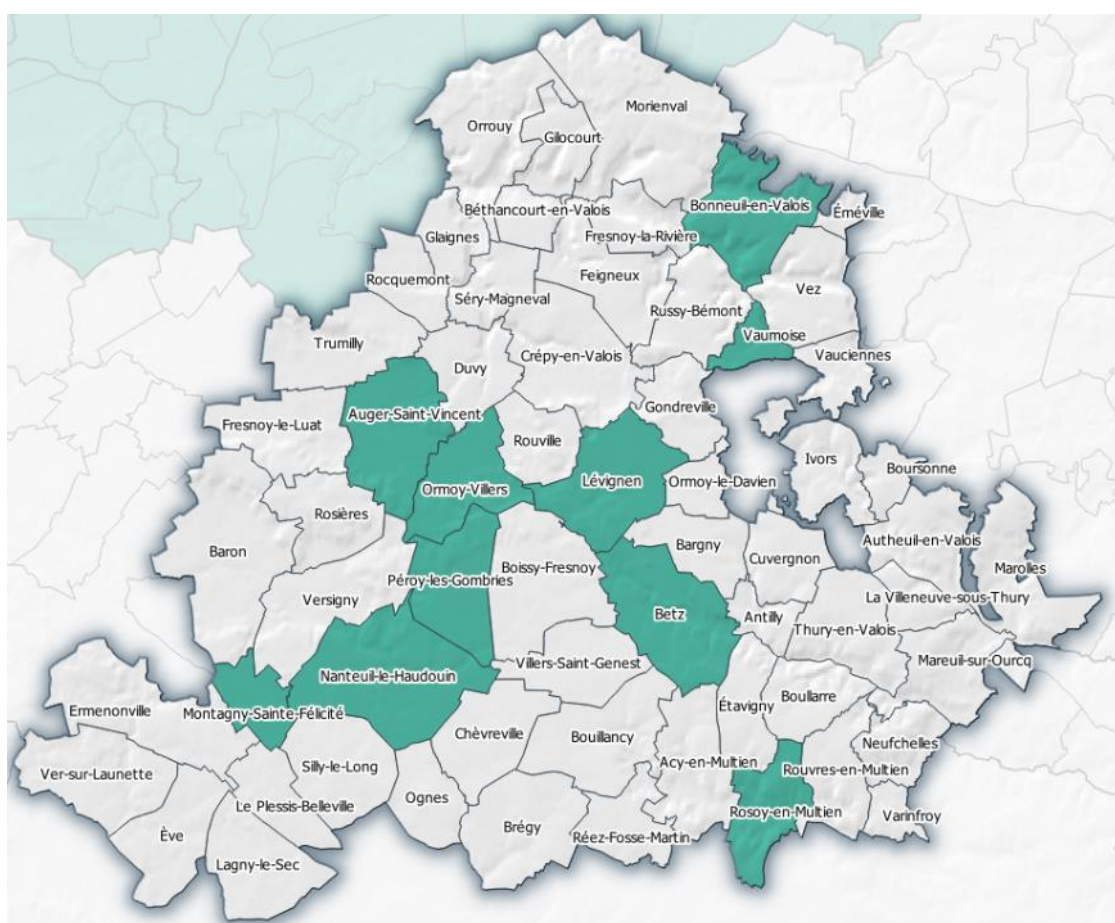 Morienval
Orrouy
Gilocourt
Bonneuil-en-Valois
Béthancourt-en-Valois
Éméville
Glaignes
Fresnoy-la-Rivière
Rocquemont
Feigneux
Vez
Séry-Magneval
Russy-Bémont
Vaumoise
Trumilly
Vauciennes
Crépy-en-Valois
Duvy
Gondreville
Auger-Saint-Vincent
Fresnoy-le-Luat
Rouville
Ivors
Boursonne
Lévignen
Ormoy-le-Davien
Ormoy-Villers
Rosières
Autheuil-en-Valois
Baron
Bargny
Cuvergnon
Boissy-Fresnoy
Marolles
Péroy-les-Gombries
Versigny
La Villeneuve-sous-Thury
Betz
Antilly
Thury-en-Valois
Mareuil-sur-Ourcq
Villers-Saint-Genest
Nanteuil-le-Haudouin
Boullarre
Étavigny
Ermenonville
Montagny-Sainte-Félicité
Chèvreville
Bouillancy
Neufchelles
Acy-en-Multien
Silly-le-Long
Rouvres-en-Multien
Ver-sur-Launette
Ognes
Le Plessis-Belleville
Rosoy-en-Multien
Varinfroy
Brégy
Ève
Réez-Fosse-Martin
Lagny-le-Sec